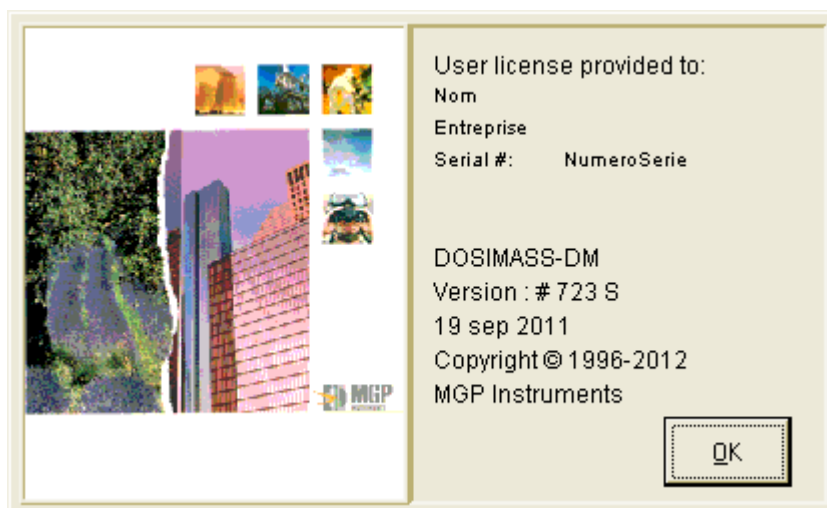 User license provided to:
Nom
Entreprise
Serial #: NumeroSerie
DOSIMASS-DM
Version : # 723 S
19 sep 2011
Copyright © 1996-2012
MGP Instruments
OK
MGP